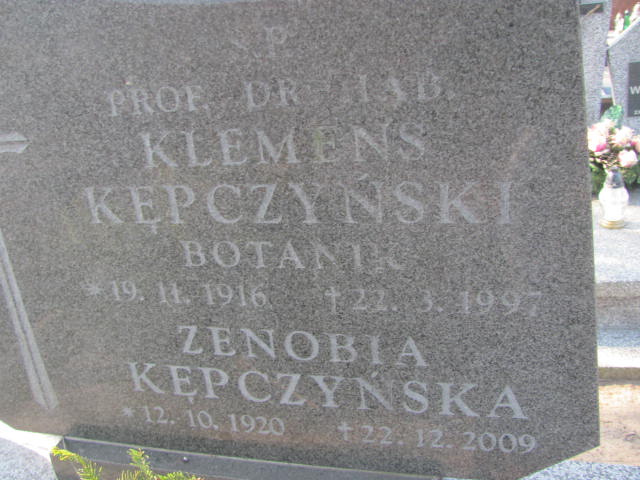 Ś.P.
PROF. DR HAB.
KLEMENS
KĘPCZYŃSKI
BOTANIK
* 19. 11. 1916 † 22. 3. 1997
ZENOBIA
KĘPCZYŃSKA
* 12. 10. 1920 † 22. 12. 2009